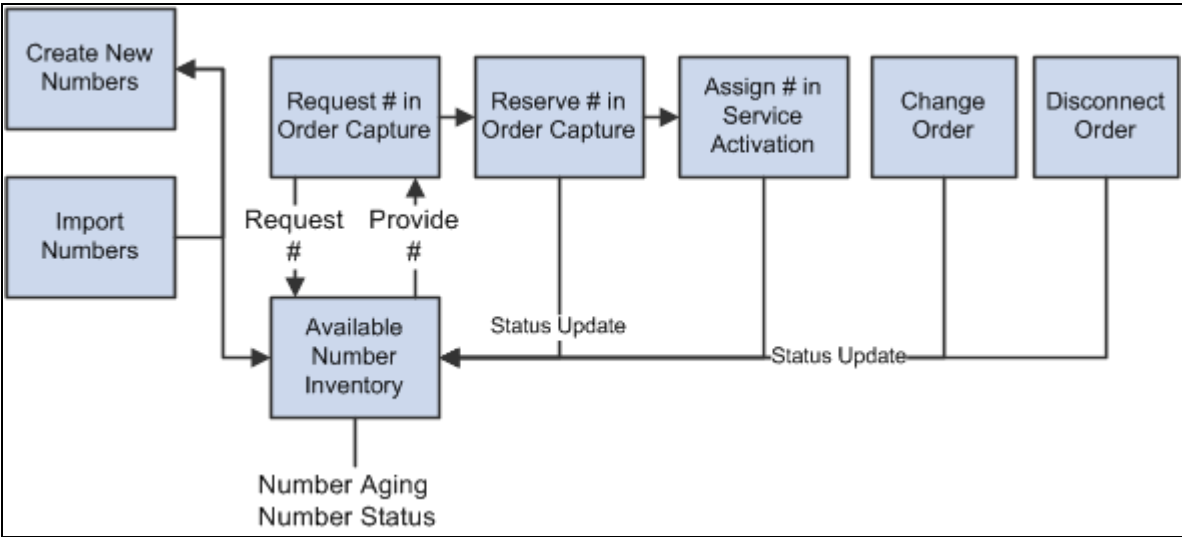 Create New
Numbers
Request # in
Order Capture
Reserve # in
Order Capture
Assign # in
Service
Activation
Change
Order
Disconnect
Order
Import
Numbers
Request
#
Provide
#
Available
Number
Inventory
Status Update
Status Update
Number Aging
Number Status